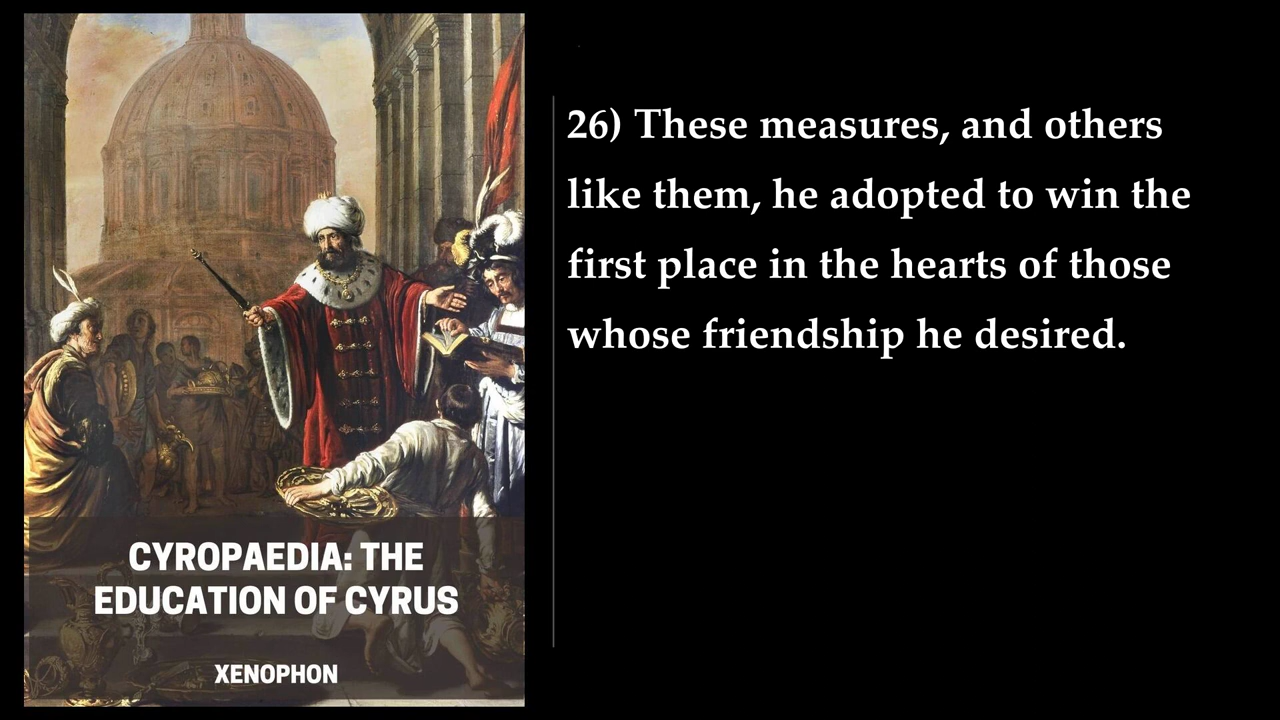 26) These measures, and others
like them, he adopted to win the
first place in the hearts of those
whose friendship he desired.
CYROPAEDIA: THE
EDUCATION OF CYRUS
XENOPHON